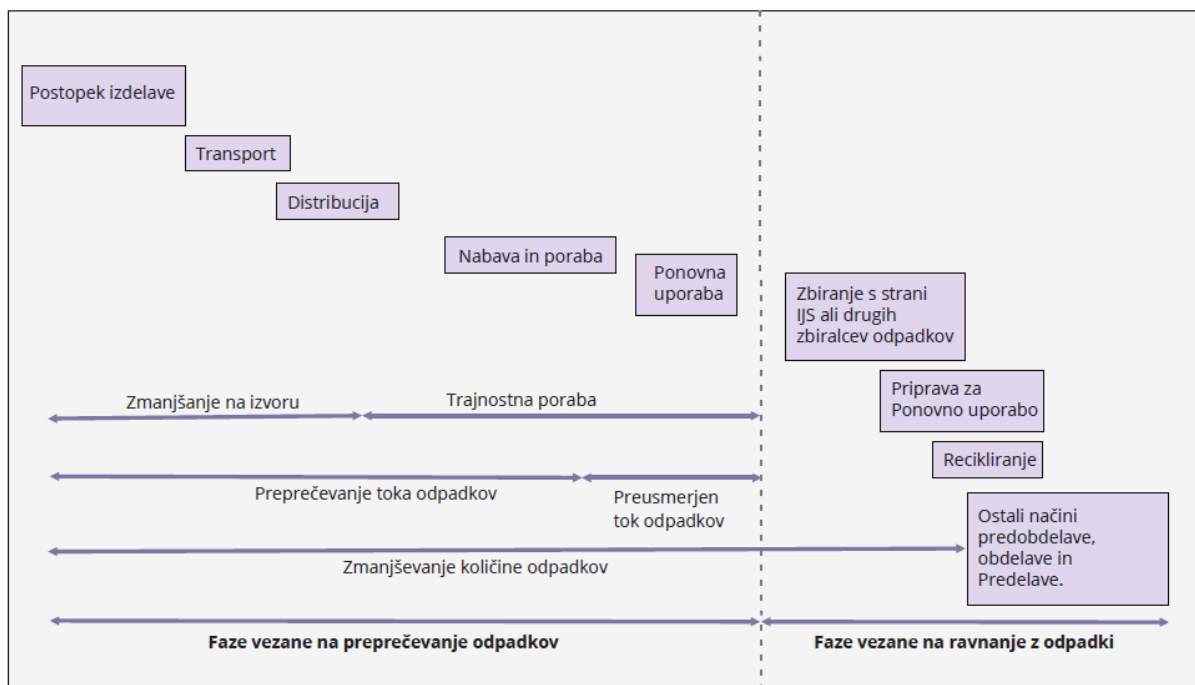 Postopek izdelave
Transport
Distribucija
Nabava in poraba
Ponovna
uporaba
Zbiranje s strani
IJS ali drugih
zbiralcev odpadkov
Priprava za
Ponovno uporabo
Recikliranje
Ostali načini
predobdelave,
obdelave in
Predelave.
Zmanjšanje na izvoru
Trajnostna poraba
Preprečevanje toka odpadkov
Preusmerjen
tok odpadkov
Zmanjševanje količine odpadkov
Faze vezane na preprečevanje odpadkov
Faze vezane na ravnanje z odpadki